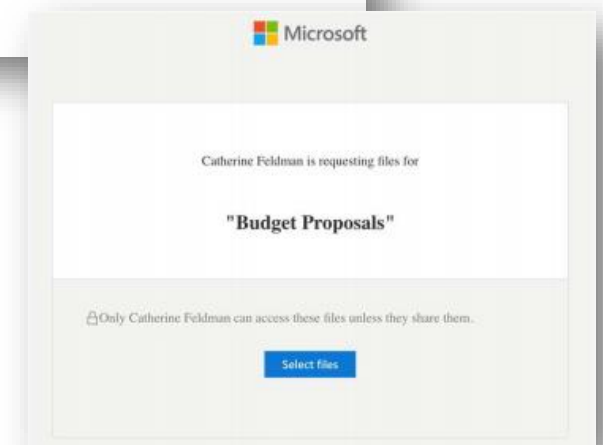 Microsoft
Catherine Feldman is requesting files for
"Budget Proposals"
Only Catherine Feldman can access these files unless they share them.
Select files